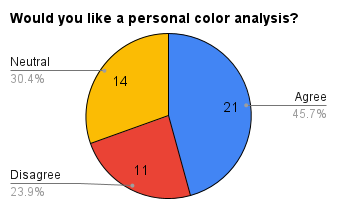 Would you like a personal color analysis?
Neutral
30.4%
14
21
Agree
45.7%
11
Disagree
23.9%